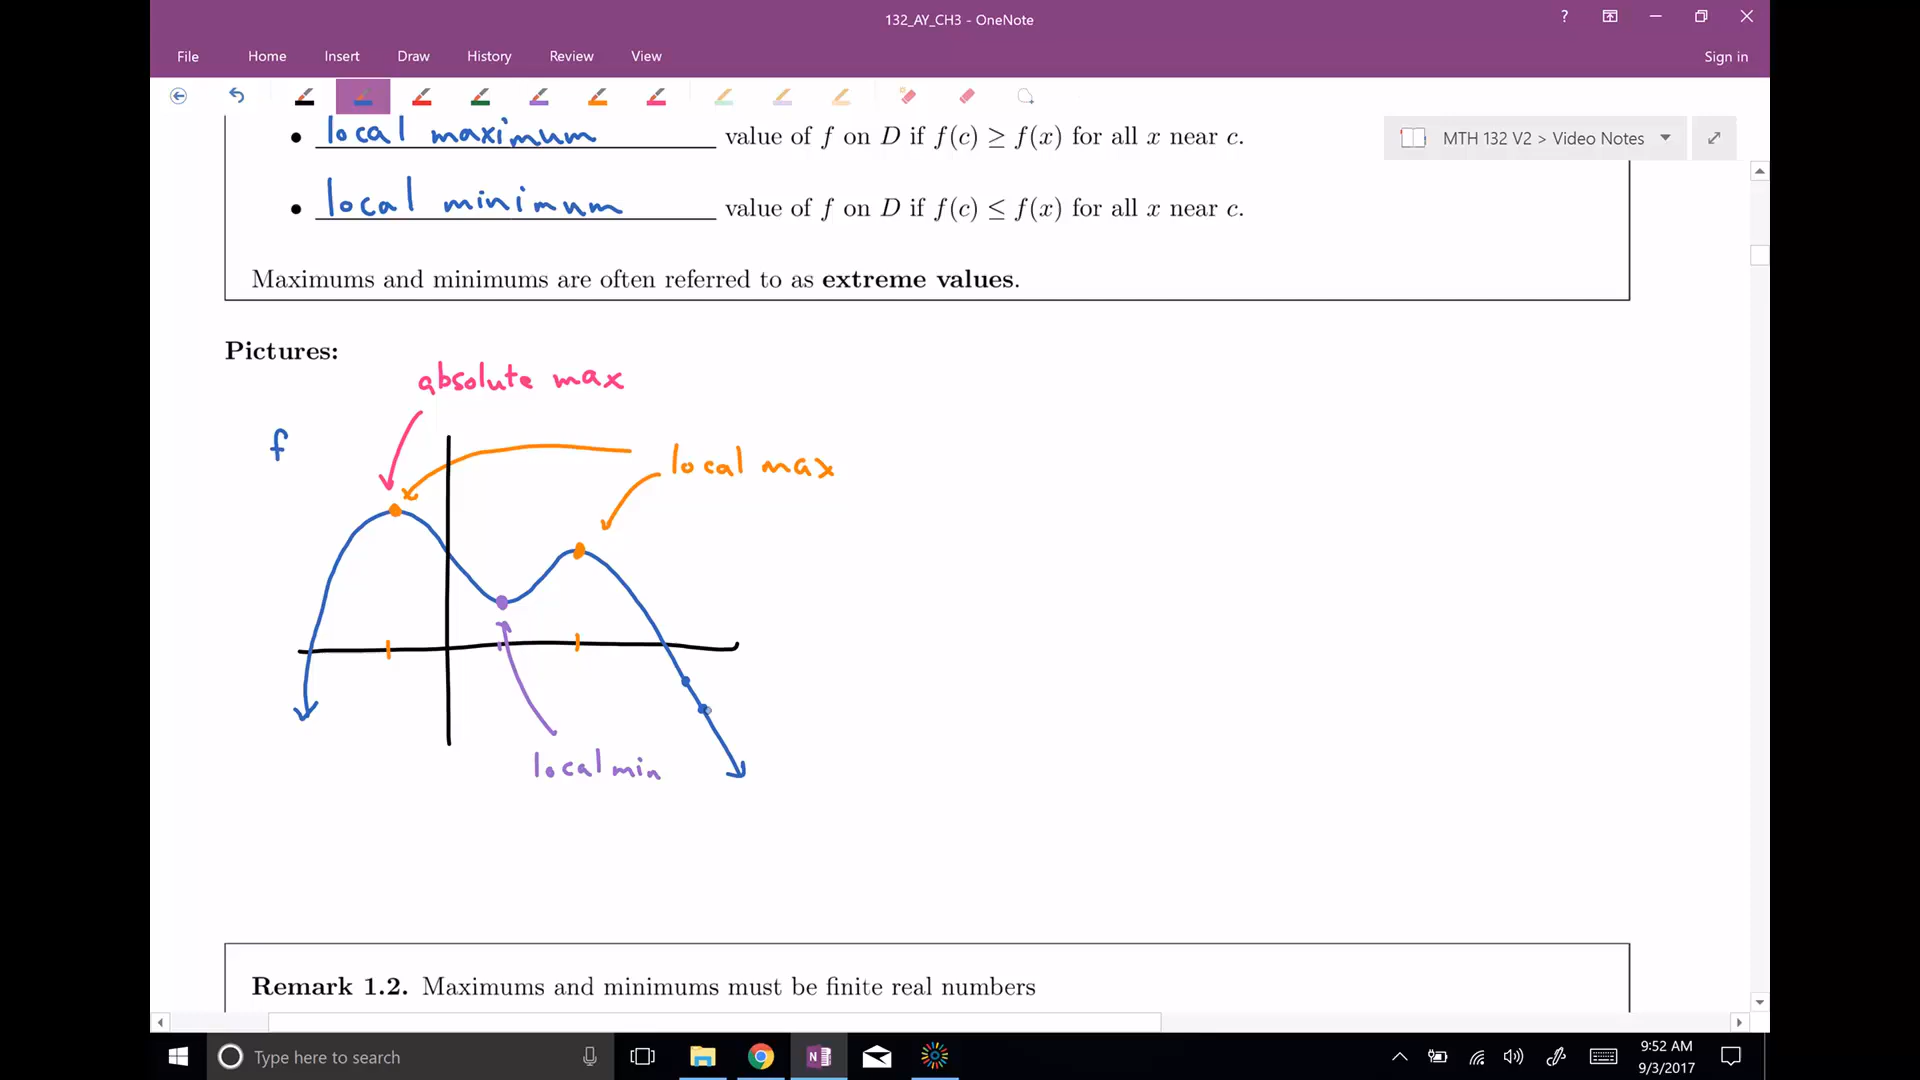 132_AY_CH3 - OneNote
?
File Home Insert Draw History Review View Sign in
• local maximum value of f on D if f(c) ≥ f(x) for all x near c.
MTH 132 V2 > Video Notes
• local minimum value of f on D if f(c) ≤ f(x) for all x near c.
Maximums and minimums are often referred to as extreme values.
Pictures:
absolute max
f
local max
local min
Remark 1.2. Maximums and minimums must be finite real numbers
Type here to search
N
9:52 AM
9/3/2017